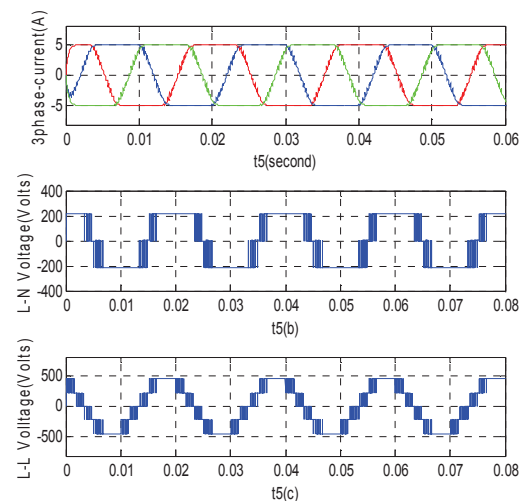 3phase-current(A)
5
0
-5
0 0.01 0.02 0.03 0.04 0.05 0.06
t5(second)
L-N Voltage(Volts)
400
200
0
-200
-400
0 0.01 0.02 0.03 0.04 0.05 0.06 0.07 0.08
t5(b)
L-L Volltage(Volts)
500
0
-500
0 0.01 0.02 0.03 0.04 0.05 0.06 0.07 0.08
t5(c)